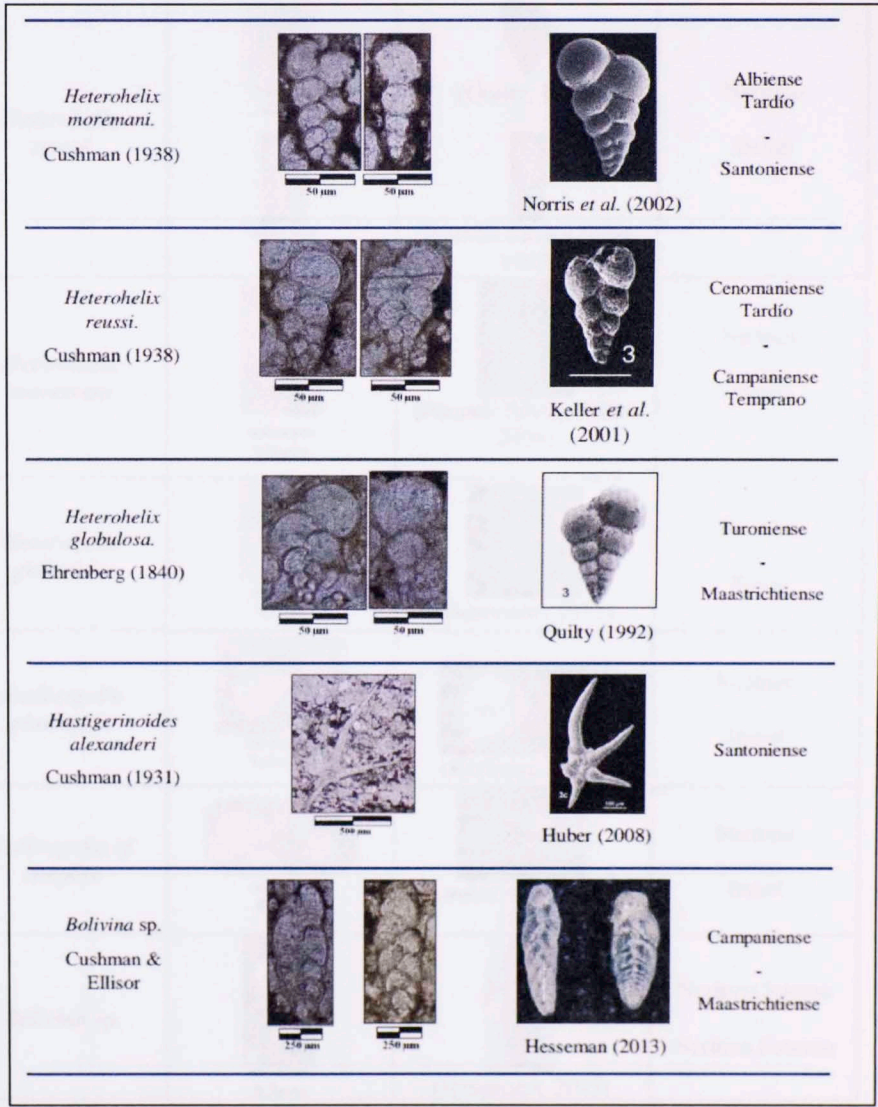 Heterohelix
moremani.
Cushman (1938)
50 µm
50 µm
Norris et al. (2002)
Albiense
Tardío
-
Santoniense
Heterohelix
reussi.
Cushman (1938)
50 µm
50 µm
3
Keller et al.
(2001)
Cenomaniense
Tardío
-
Campaniense
Temprano
Heterohelix
globulosa.
Ehrenberg (1840)
50 µm
50 µm
3
Quilty (1992)
Turoniense
-
Maastrichtiense
Hastigerinoides
alexanderi
Cushman (1931)
500 µm
2c
100 µm
Huber (2008)
Santoniense
Bolivina sp.
Cushman &
Ellisor
250 µm
250 µm
Hesseman (2013)
Campaniense
-
Maastrichtiense